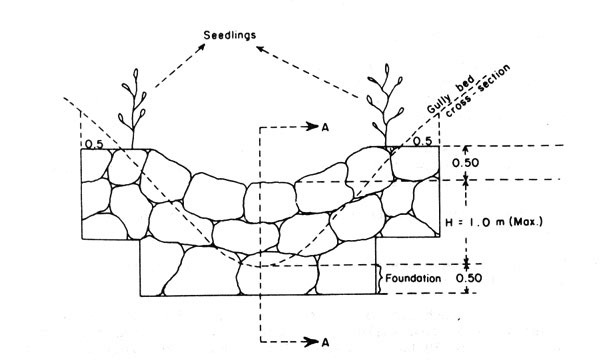 Seedlings
Gully bed
cross-section
A
0.5
0.5
0.50
H = 1.0 m (Max.)
Foundation
0.50
A